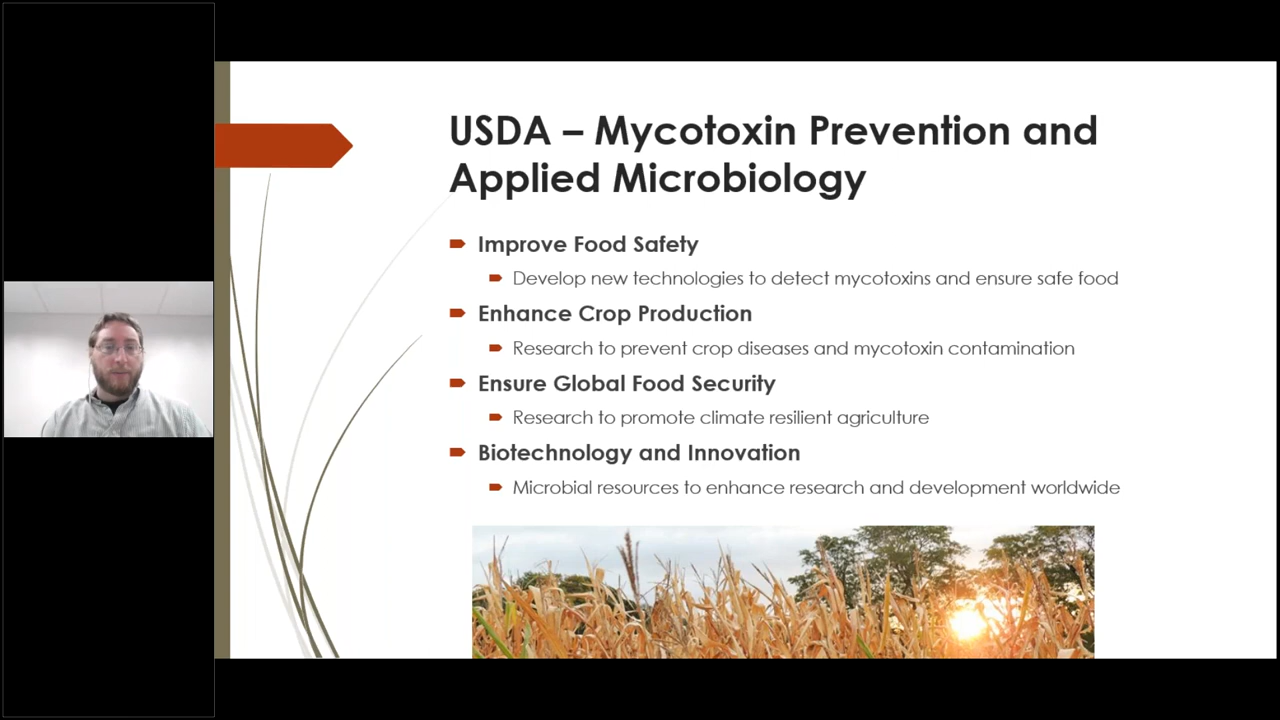 USDA – Mycotoxin Prevention and
Applied Microbiology
Improve Food Safety
Develop new technologies to detect mycotoxins and ensure safe food
Enhance Crop Production
Research to prevent crop diseases and mycotoxin contamination
Ensure Global Food Security
Research to promote climate resilient agriculture
Biotechnology and Innovation
Microbial resources to enhance research and development worldwide